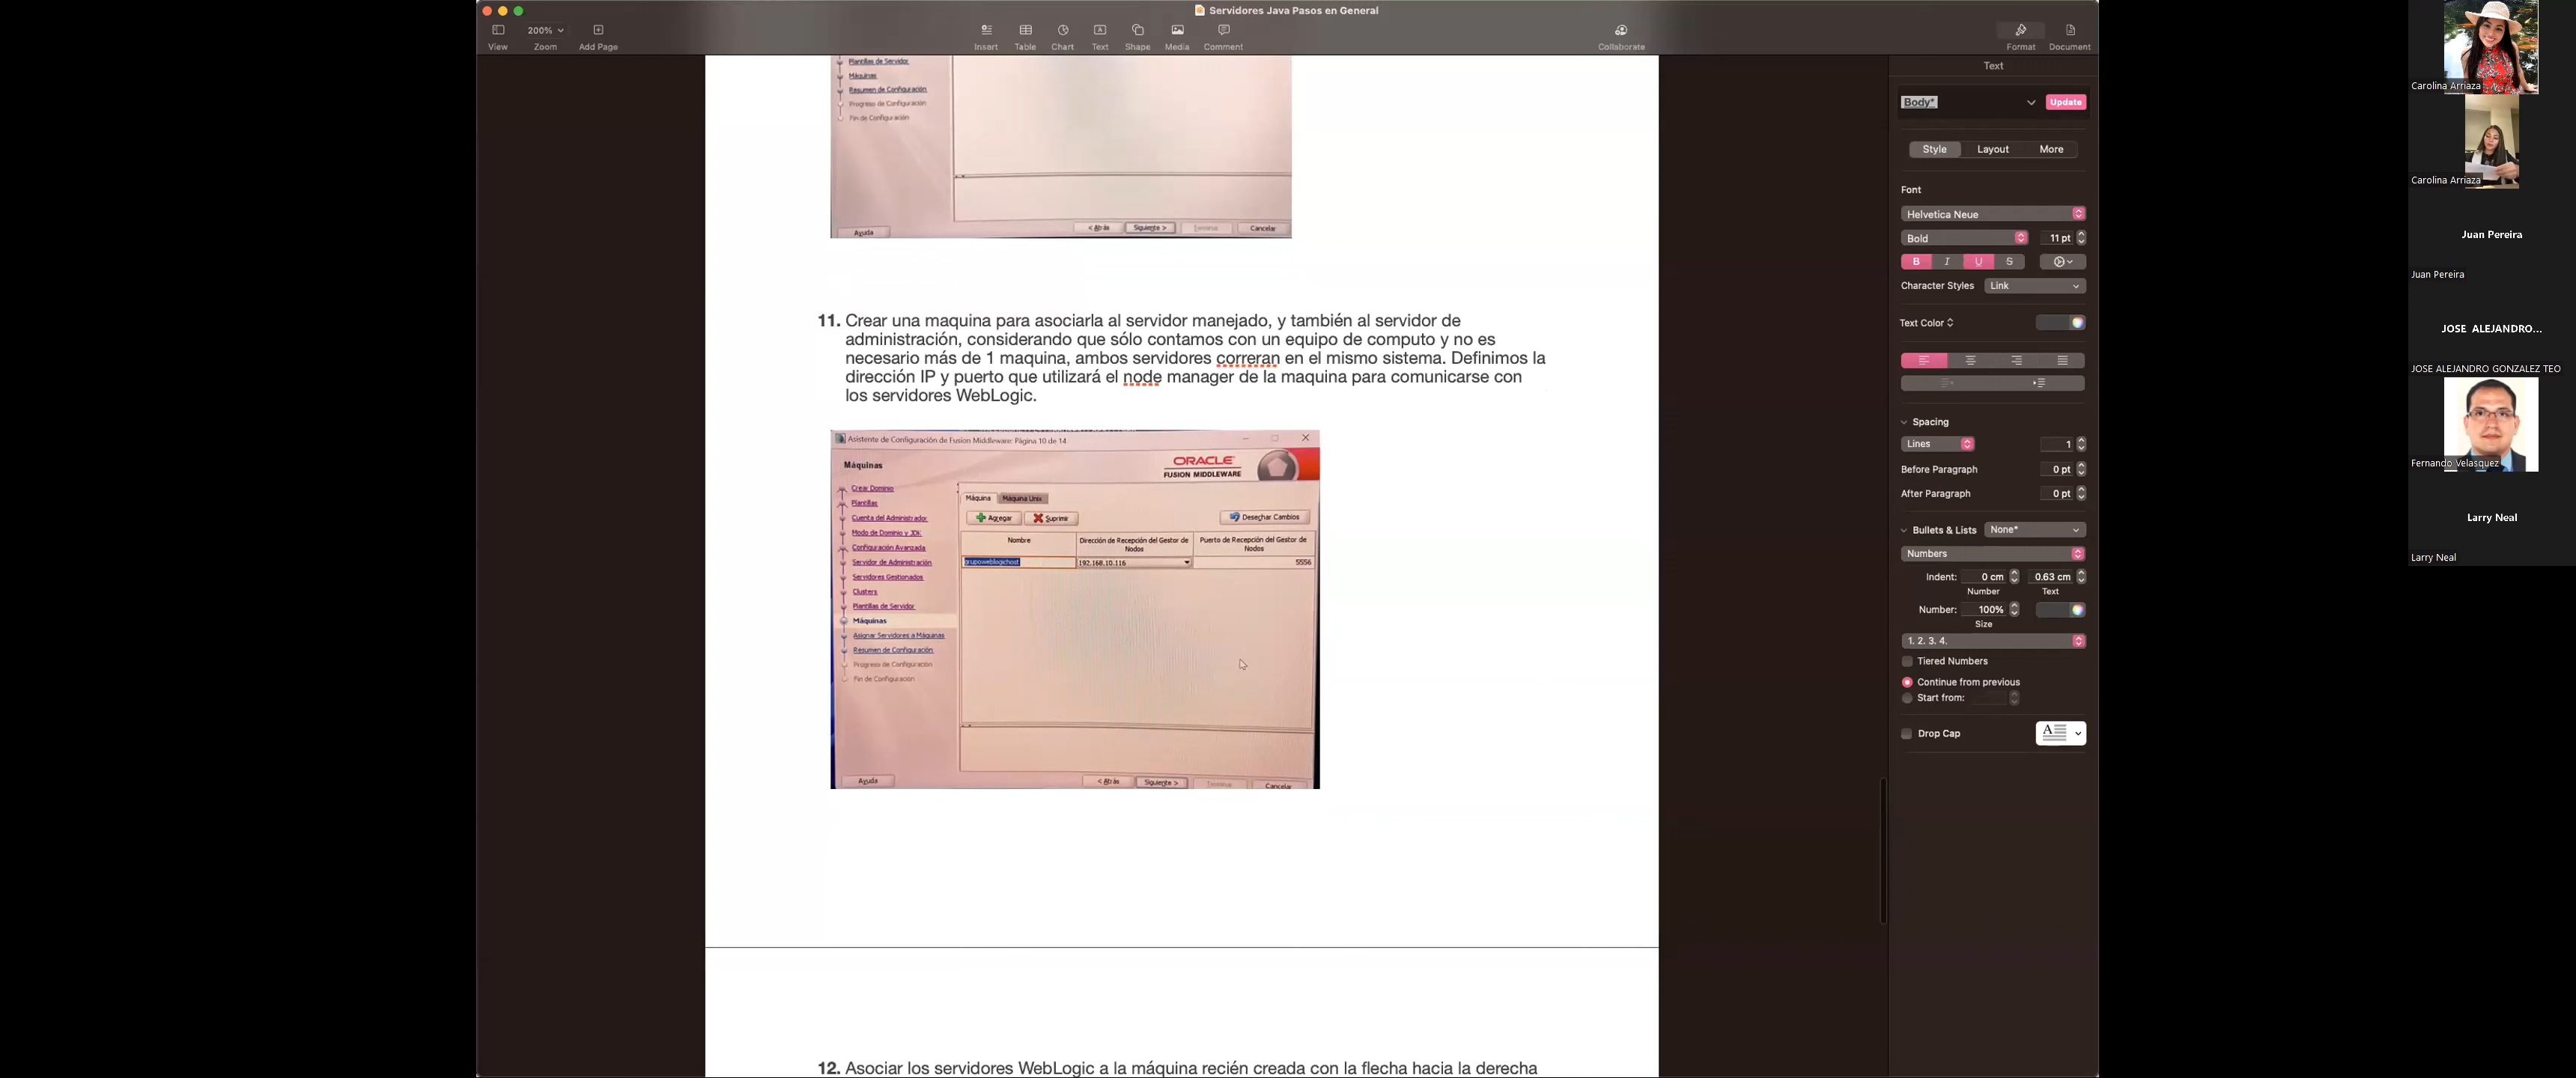 Servidores Java Pasos en General
200%
View
Zoom
Add Page
Insert
Table
Chart
Text
Shape
Media
Comment
Collaborate
Format
Document
Plantillas de Servidor
Máquinas
Resumen de Configuración
Progreso de Configuración
Fin de Configuración
Ayuda
< Atrás
Siguiente >
Terminar
Cancelar
11. Crear una maquina para asociarla al servidor manejado, y también al servidor de
administración, considerando que sólo contamos con un equipo de computo y no es
necesario más de 1 maquina, ambos servidores correran en el mismo sistema. Definimos la
dirección IP y puerto que utilizará el node manager de la maquina para comunicarse con
los servidores WebLogic.
Asistente de Configuración de Fusion Middleware: Página 10 de 14
Máquinas
ORACLE
FUSION MIDDLEWARE
Crear Dominio
Plantillas
Cuenta del Administrador
Modo de Dominio y JDK
Configuración Avanzada
Servidor de Administración
Servidores Gestionados
Clusters
Plantillas de Servidor
Máquinas
Asignar Servidores a Máquinas
Resumen de Configuración
Progreso de Configuración
Fin de Configuración
Máquina
Máquina Unix
Agregar
Suprimir
Desechar Cambios
Nombre
Dirección de Recepción del Gestor de
Nodos
Puerto de Recepción del Gestor de
Nodos
grupoweblogichost
192.168.10.116
5556
Ayuda
< Atrás
Siguiente >
Terminar
Cancelar
12. Asociar los servidores WebLogic a la máquina recién creada con la flecha hacia la derecha
Text
Body*
Update
Style
Layout
More
Font
Helvetica Neue
Bold
11 pt
B I U S
Character Styles
Link
Text Color
Spacing
Lines
1
Before Paragraph
0 pt
After Paragraph
0 pt
Bullets & Lists
None*
Numbers
Indent:
0 cm
0.63 cm
Number
Text
Number:
100%
Size
1. 2. 3. 4.
Tiered Numbers
Continue from previous
Start from:
Drop Cap
A
Carolina Arriaza
Carolina Arriaza
Juan Pereira
Juan Pereira
JOSE ALEJANDRO...
JOSE ALEJANDRO GONZALEZ TEO
Fernando Velasquez
Larry Neal
Larry Neal